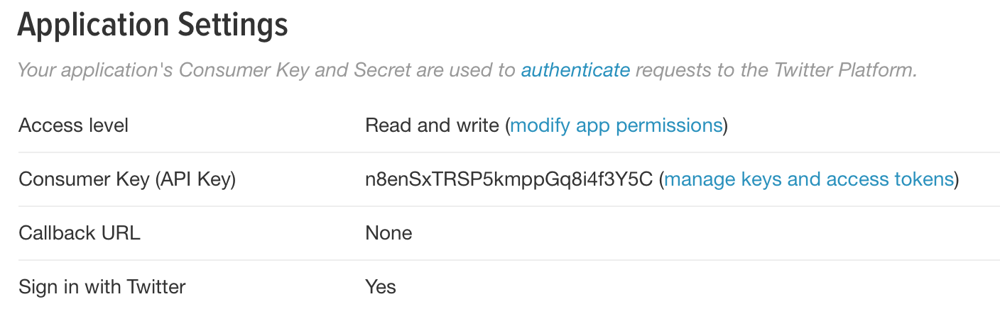 Application Settings
Your application's Consumer Key and Secret are used to authenticate requests to the Twitter Platform.
Access level Read and write (modify app permissions)
Consumer Key (API Key) n8enSxTRSP5kmppGq8i4f3Y5C (manage keys and access tokens)
Callback URL None
Sign in with Twitter Yes